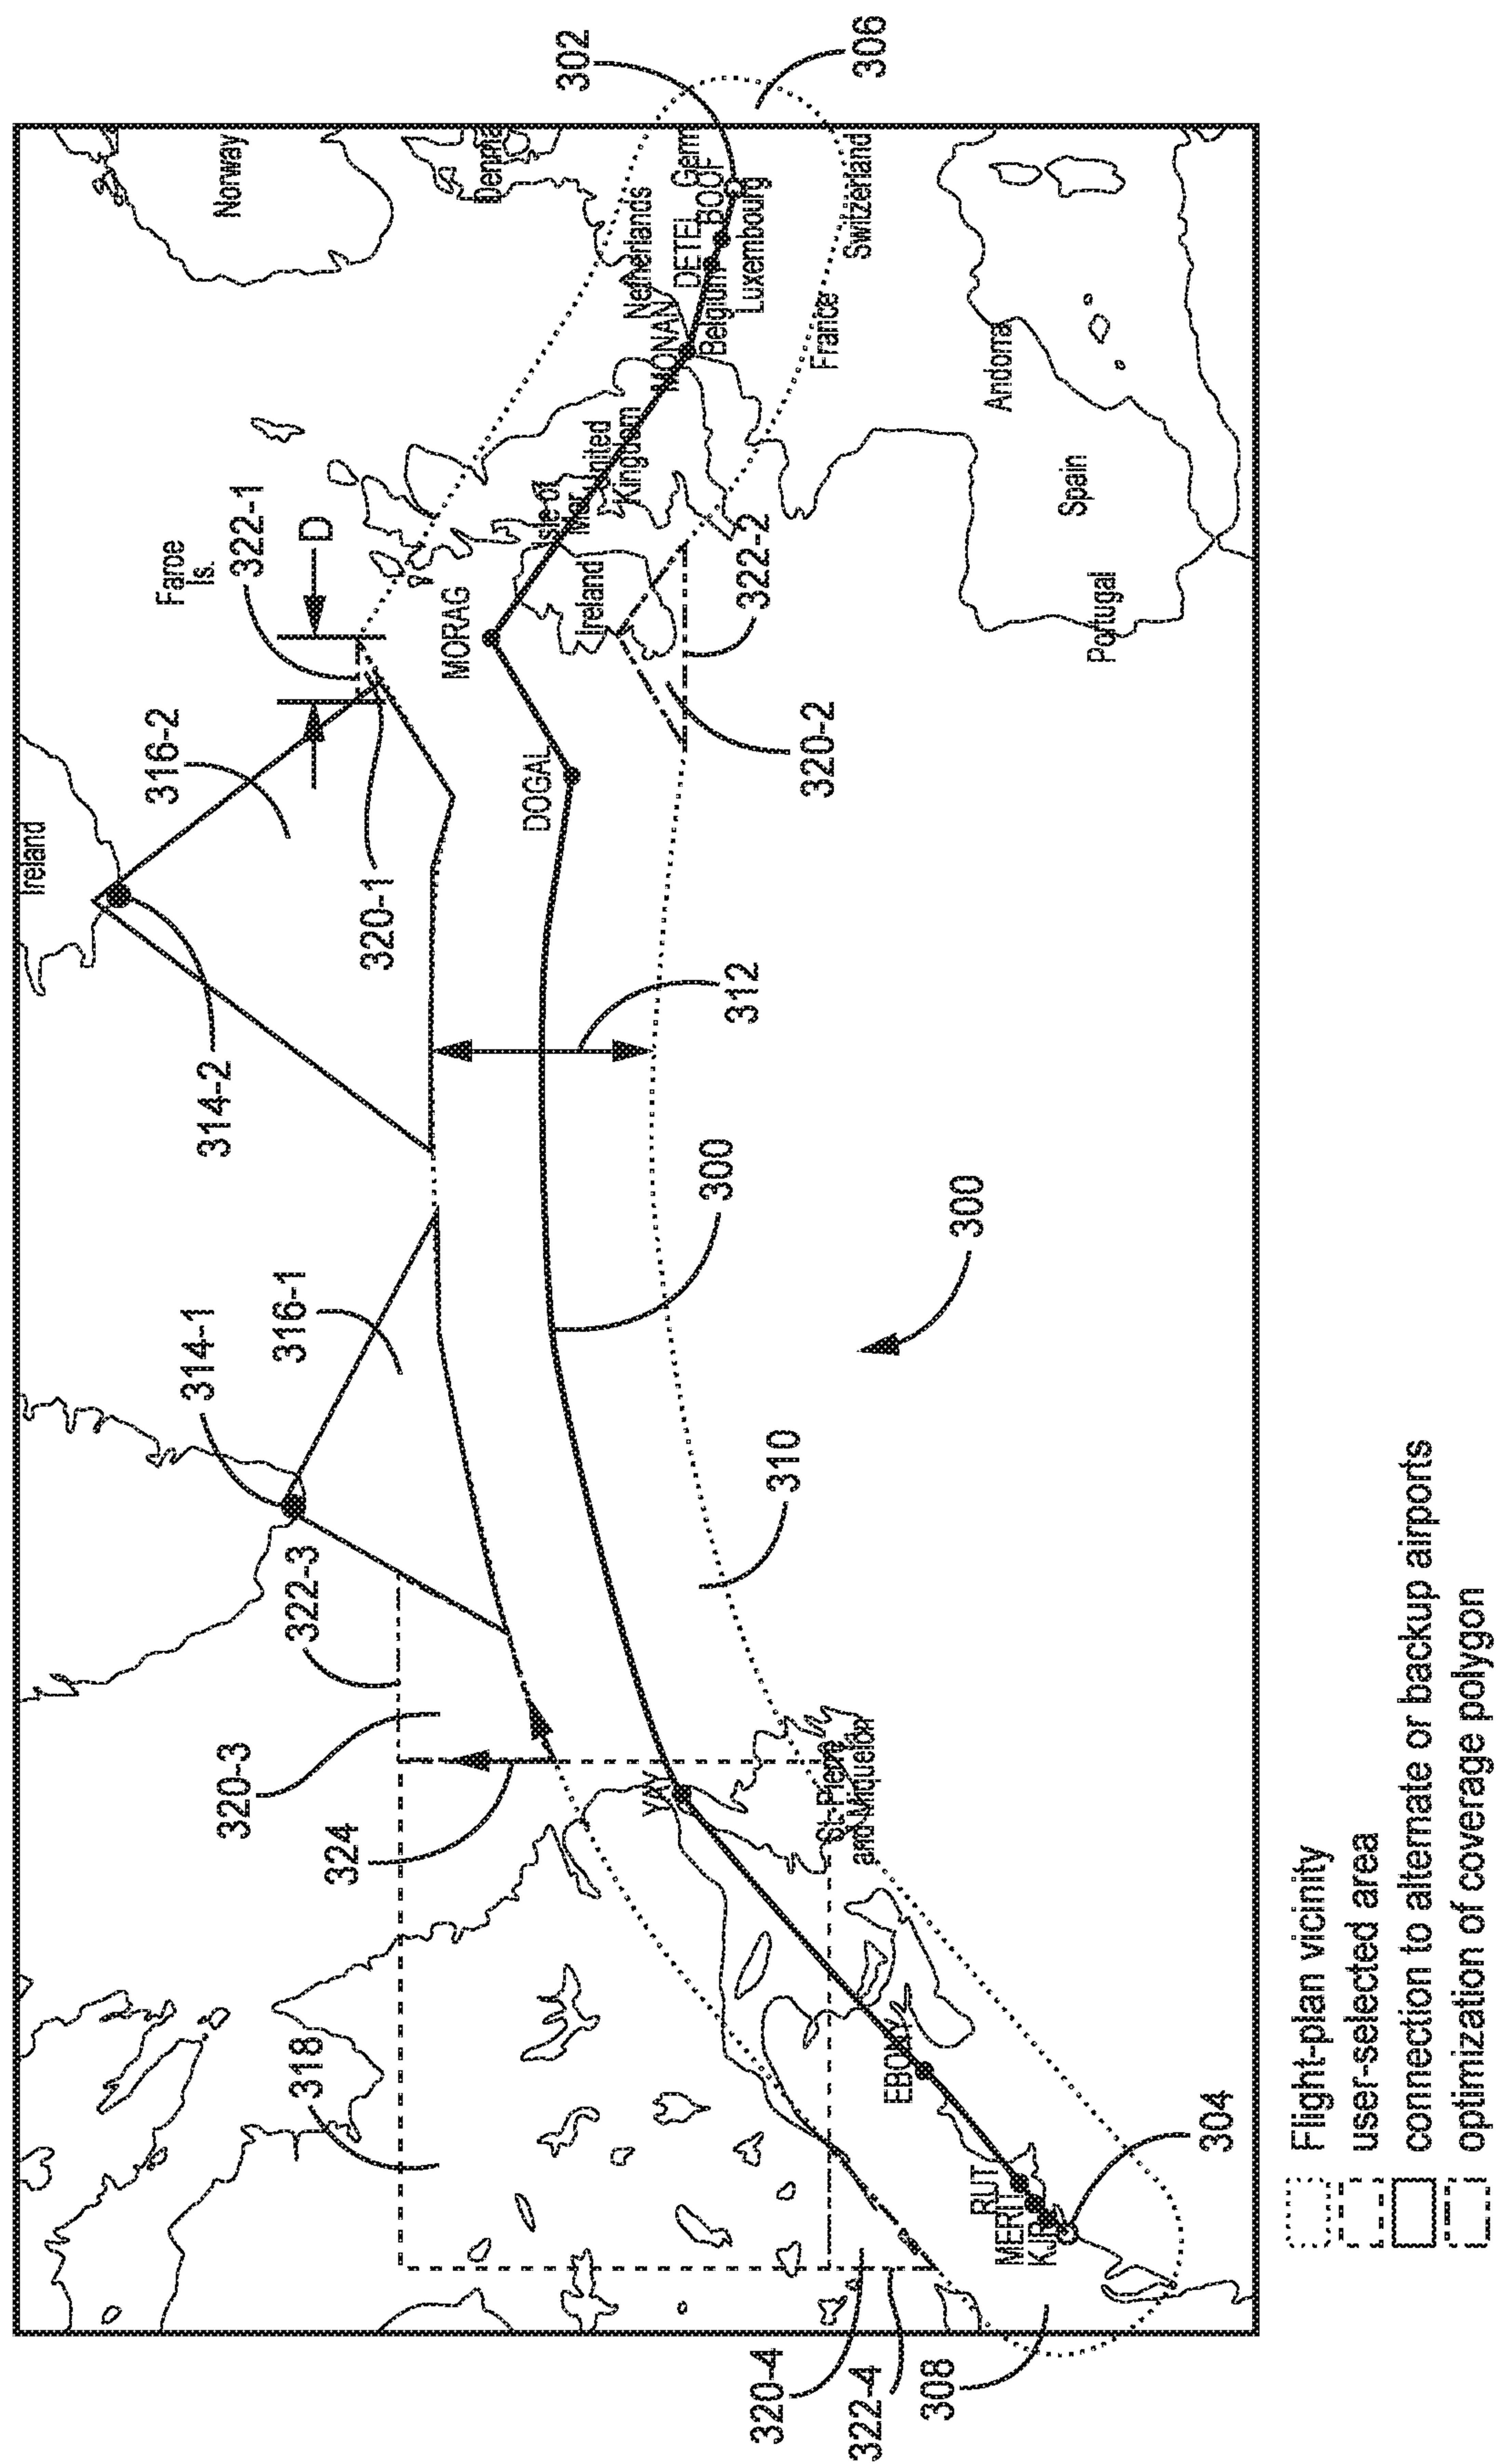 302
306
Norway
Denma
Germ
Netherlands
BOOF
DETEL
Luxembourg
Switzerland
MONAN
Belgium
France
Andorra
Spain
Portugal
United
Kingdom
Isle of
Man
Ireland
Faroe
Is.
322-1
D
MORAG
322-2
320-2
316-2
DOGAL
Ireland
320-1
312
314-2
300
300
316-1
314-1
310
322-3
320-3
324
YAY
St-Pierre
and Miquelon
318
EBONY
RUT
MERIT
304
320-4
322-4
308
Flight-plan vicinity
user-selected area
connection to alternate or backup airports
optimization of coverage polygon